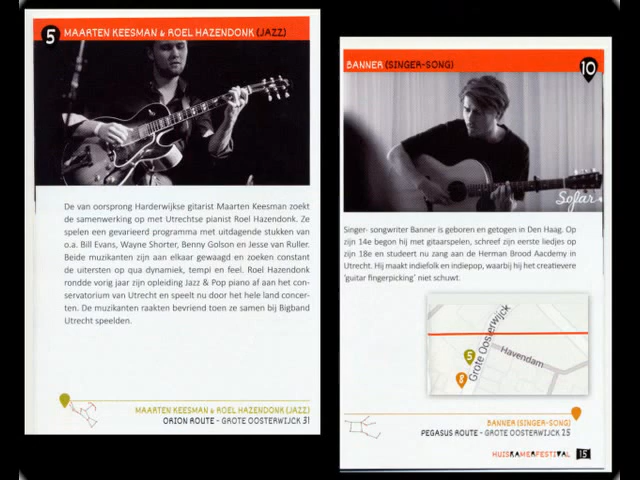 5 MAARTEN KEESMAN & ROEL HAZENDONK (JAZZ)
De van oorsprong Harderwijkse gitarist Maarten Keesman zoekt
de samenwerking op met Utrechtse pianist Roel Hazendonk. Ze
spelen een gevarieerd programma met uitdagende stukken van
o.a. Bill Evans, Wayne Shorter, Benny Golson en Jesse van Ruller.
Beide muzikanten zijn aan elkaar gewaagd en zoeken constant
de uitersten op qua dynamiek, tempi en feel. Roel Hazendonk
rondde vorig jaar zijn opleiding Jazz & Pop piano af aan het con-
servatorium van Utrecht en speelt nu door het hele land concer-
ten. De muzikanten raakten bevriend toen ze samen bij Bigband
Utrecht speelden.
MAARTEN KEESMAN & ROEL HAZENDONK (JAZZ)
ORION ROUTE - GROTE OOSTERWIJCK 31
BANNER (SINGER-SONG) 10
Sofar
Singer- songwriter Banner is geboren en getogen in Den Haag. Op
zijn 14e begon hij met gitaarspelen, schreef zijn eerste liedjes op
zijn 18e en studeert nu zang aan de Herman Brood Aacdemy in
Utrecht. Hij maakt indiefolk en indiepop, waarbij hij het creatievere
'guitar fingerpicking' niet schuwt.
Grote Oosterwijck
Havendam
5
8
BANNER (SINGER-SONG)
PEGASUS ROUTE - GROTE OOSTERWIJCK 25
HUISKAMERFESTIVAL 15